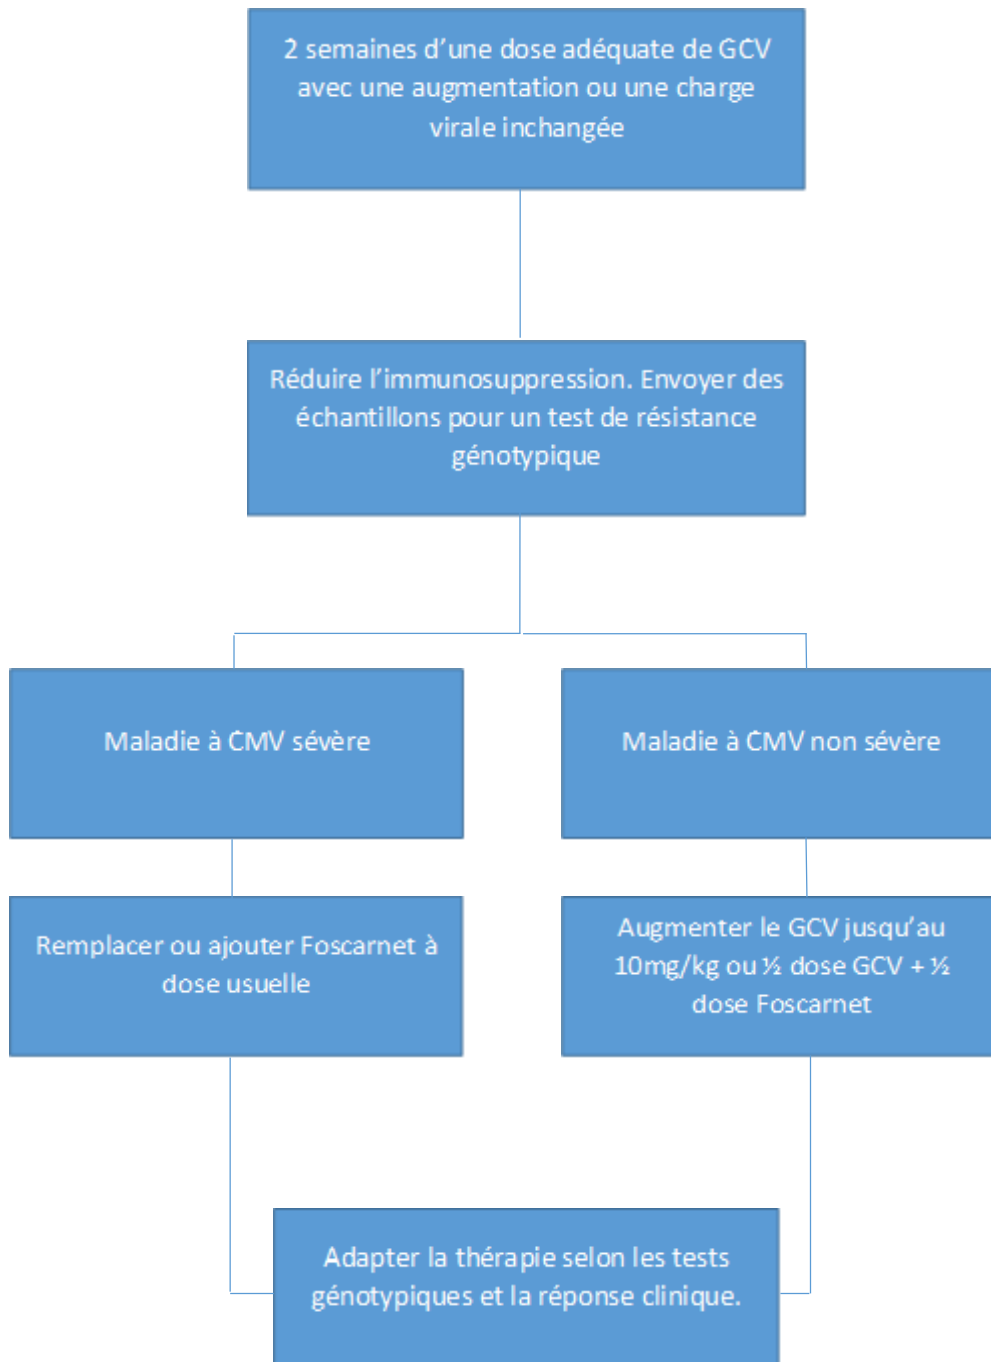 2 semaines d’une dose adéquate de GCV
avec une augmentation ou une charge
virale inchangée
Réduire l’immunosuppression. Envoyer des
échantillons pour un test de résistance
génotypique
Maladie à CMV sévère
Maladie à CMV non sévère
Remplacer ou ajouter Foscarnet à
dose usuelle
Augmenter le GCV jusqu’au
10mg/kg ou ½ dose GCV + ½
dose Foscarnet
Adapter la thérapie selon les tests
génotypiques et la réponse clinique.